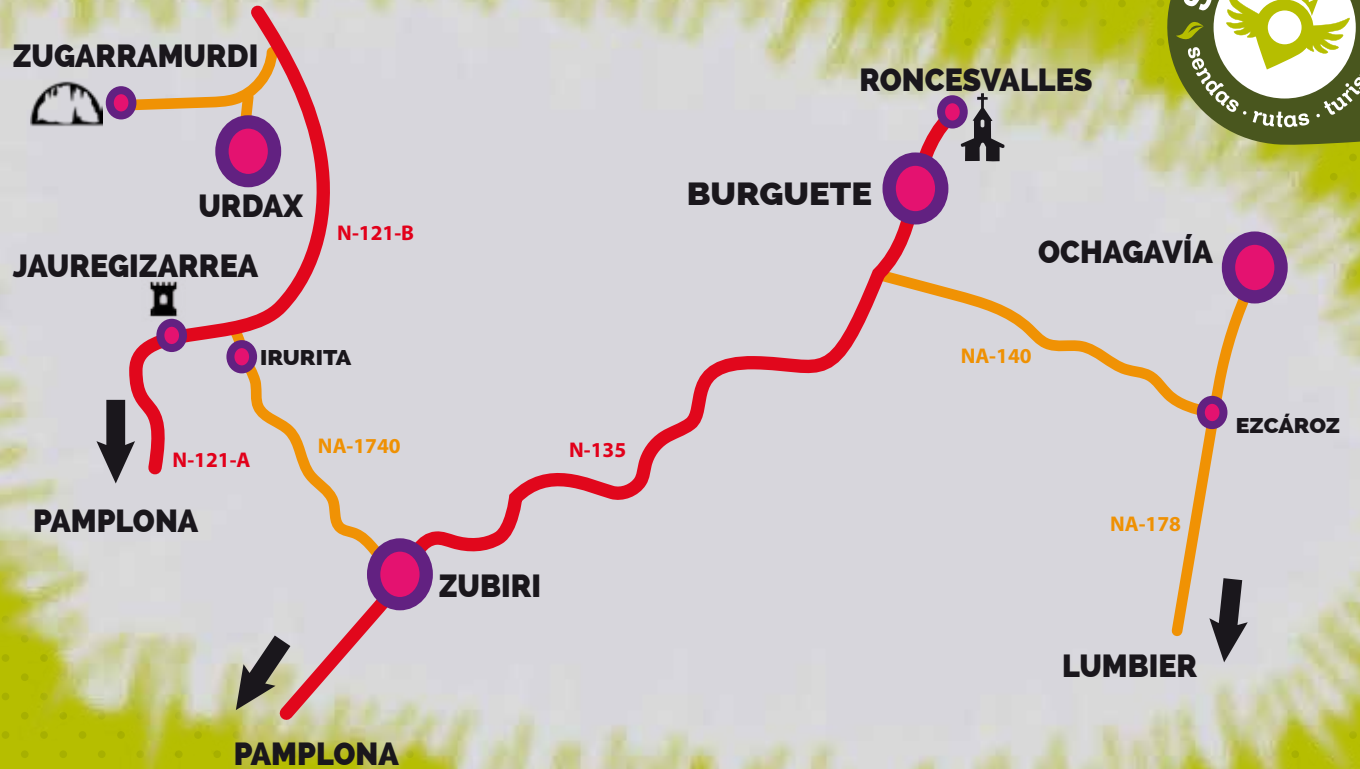 ZUGARRAMURDI
URDAX
N-121-B
JAUREGIZARREA
IRURITA
NA-1740
N-121-A
PAMPLONA
RONCESVALLES
BURGUETE
OCHAGAVÍA
NA-140
EZCÁROZ
N-135
NA-178
ZUBIRI
LUMBIER
PAMPLONA
sendas · rutas ·